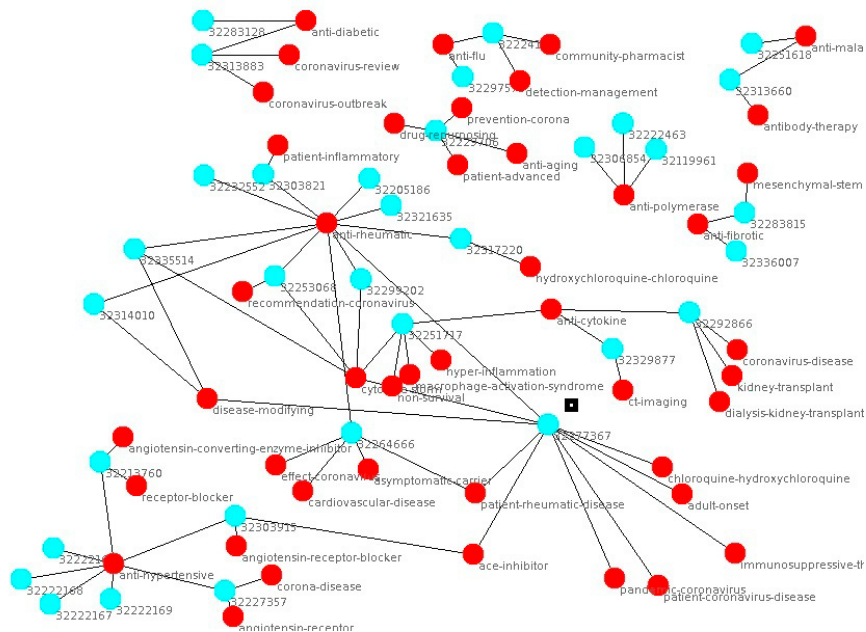 32283128
anti-diabetic
32313883
coronavirus-review
coronavirus-outbreak
anti-flu
community-pharmacist
detection-management
32251618
32313660
antibody-therapy
prevention-corona
drug-repurposing
32229706
anti-aging
patient-advanced
32222463
32306854
32119961
anti-polymerase
mesenchymal-stem
32283815
anti-fibrotic
32336007
patient-inflammatory
32232552
32303821
32205186
32321635
anti-rheumatic
32317220
hydroxychloroquine-chloroquine
32335514
32253068
32299202
recommendation-coronavirus
32314010
32251717
anti-cytokine
32292866
32329877
hyper-inflammation
macrophage-activation-syndrome
non-survival
coronavirus-disease
kidney-transplant
dialysis-kidney-transplant
ct-imaging
disease-modifying
32264666
angiotensin-converting-enzyme-inhibitor
32213760
receptor-blocker
effect-coronavirus
asymptomatic-carrier
cardiovascular-disease
patient-rheumatic-disease
chloroquine-hydroxychloroquine
adult-onset
32303915
angiotensin-receptor-blocker
ace-inhibitor
anti-hypertensive
32222168
32222167
32222169
32227357
corona-disease
angiotensin-receptor
pandemic-coronavirus
patient-coronavirus-disease